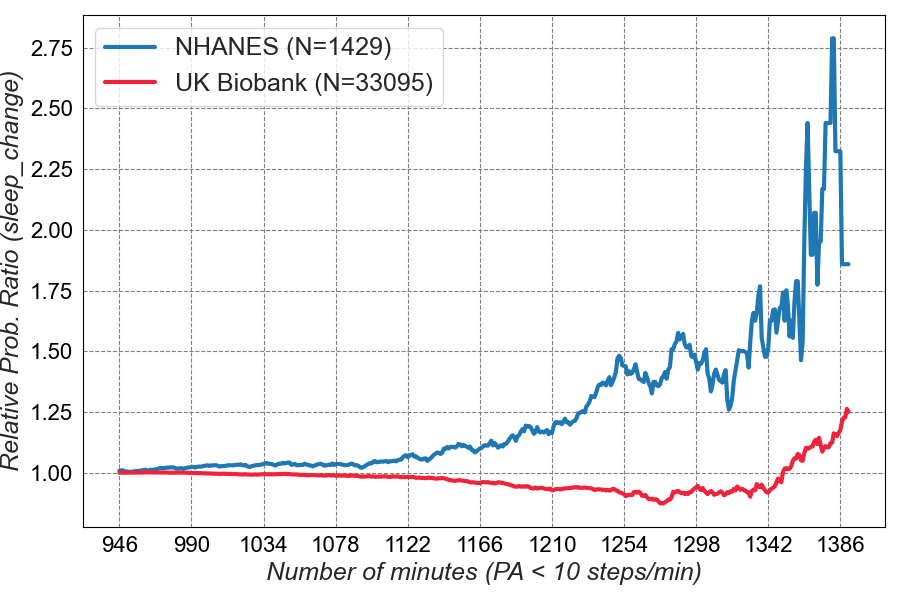 NHANES (N=1429)
UK Biobank (N=33095)
Relative Prob. Ratio (sleep_change)
2.75
2.50
2.25
2.00
1.75
1.50
1.25
1.00
946 990 1034 1078 1122 1166 1210 1254 1298 1342 1386
Number of minutes (PA < 10 steps/min)